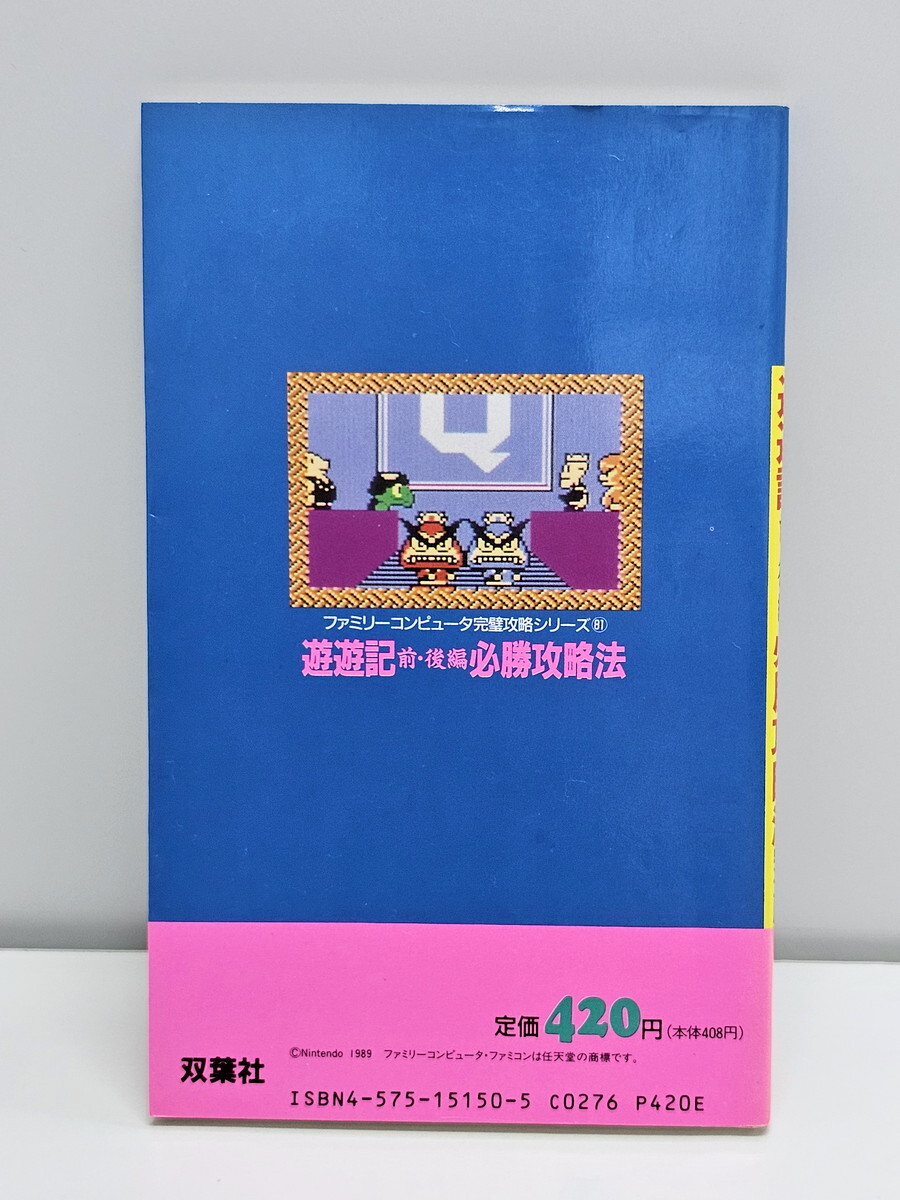 Q
ファミリーコンピュータ完璧攻略シリーズ81
遊遊記前・後編必勝攻略法
定価420円(本体408円)
©Nintendo 1989 ファミリーコンピュータ・ファミコンは任天堂の商標です。
双葉社
ISBN4-575-15150-5 C0276 P420E